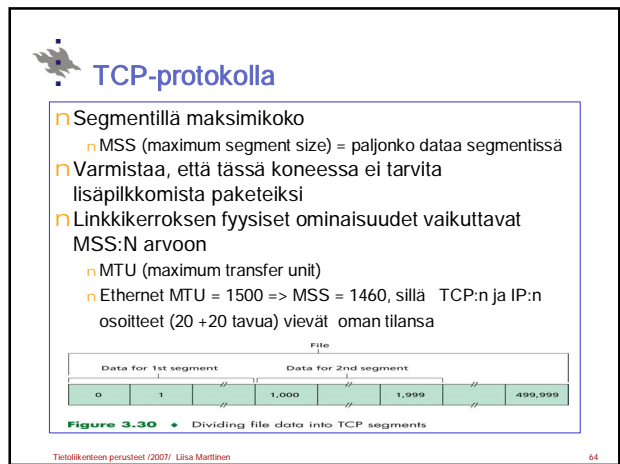 TCP-protokolla
n Segmentillä maksimikoko
n MSS (maximum segment size) = paljonko dataa segmentissä
n Varmistaa, että tässä koneessa ei tarvita
lisäpilkkomista paketeiksi
n Linkkikerroksen fyysiset ominaisuudet vaikuttavat
MSS:N arvoon
n MTU (maximum transfer unit)
n Ethernet MTU = 1500 => MSS = 1460, sillä TCP:n ja IP:n
osoitteet (20 +20 tavua) vievät oman tilansa
File
Data for 1st segment Data for 2nd segment
0 1 1,000 1,999 499,999
Figure 3.30 ♦ Dividing file data into TCP segments
Tietoliikenteen perusteet /2007/ Liisa Marttinen 64